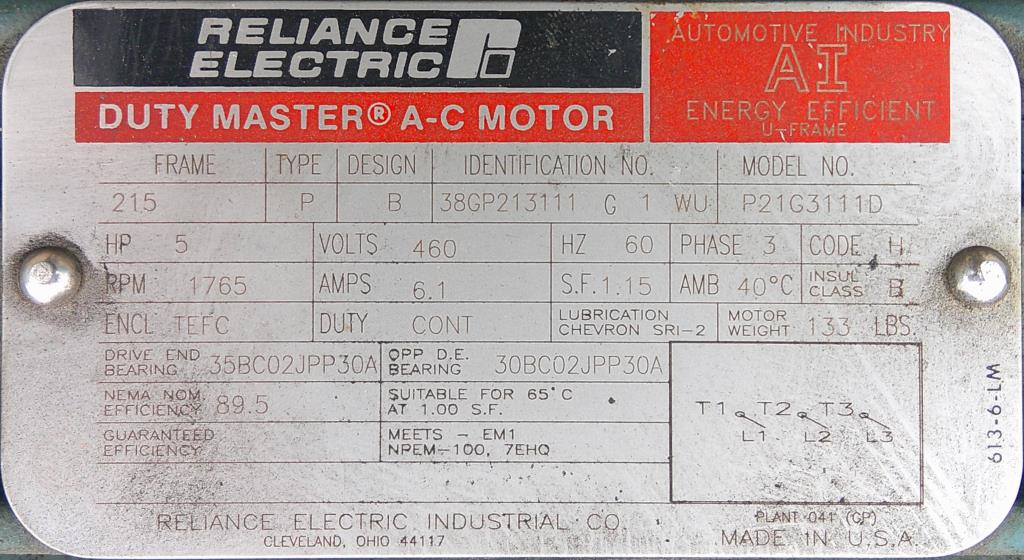 RELIANCE
ELECTRIC
DUTY MASTER® A-C MOTOR
AUTOMOTIVE INDUSTRY
AI
ENERGY EFFICIENT
U-FRAME
FRAME TYPE DESIGN IDENTIFICATION NO. MODEL NO.
215 P B 38GP213111 G 1 WU P21G3111D
HP 5 VOLTS 460 HZ 60 PHASE 3 CODE H
RPM 1765 AMPS 6.1 S.F. 1.15 AMB 40°C INSUL CLASS B
ENCL TEFC DUTY CONT LUBRICATION CHEVRON SRI-2 MOTOR WEIGHT 133 LBS.
DRIVE END BEARING 35BC02JPP30A OPP D.E. BEARING 30BC02JPP30A
NEMA NOM. EFFICIENCY 89.5 SUITABLE FOR 65°C
AT 1.00 S.F.
GUARANTEED EFFICIENCY MEETS - EM1
NPEM-100, 7EHQ
T1 T2 T3
L1 L2 L3
613-6-LM
RELIANCE ELECTRIC INDUSTRIAL CO.
CLEVELAND, OHIO 44117
PLANT 041 (CP)
MADE IN U.S.A.